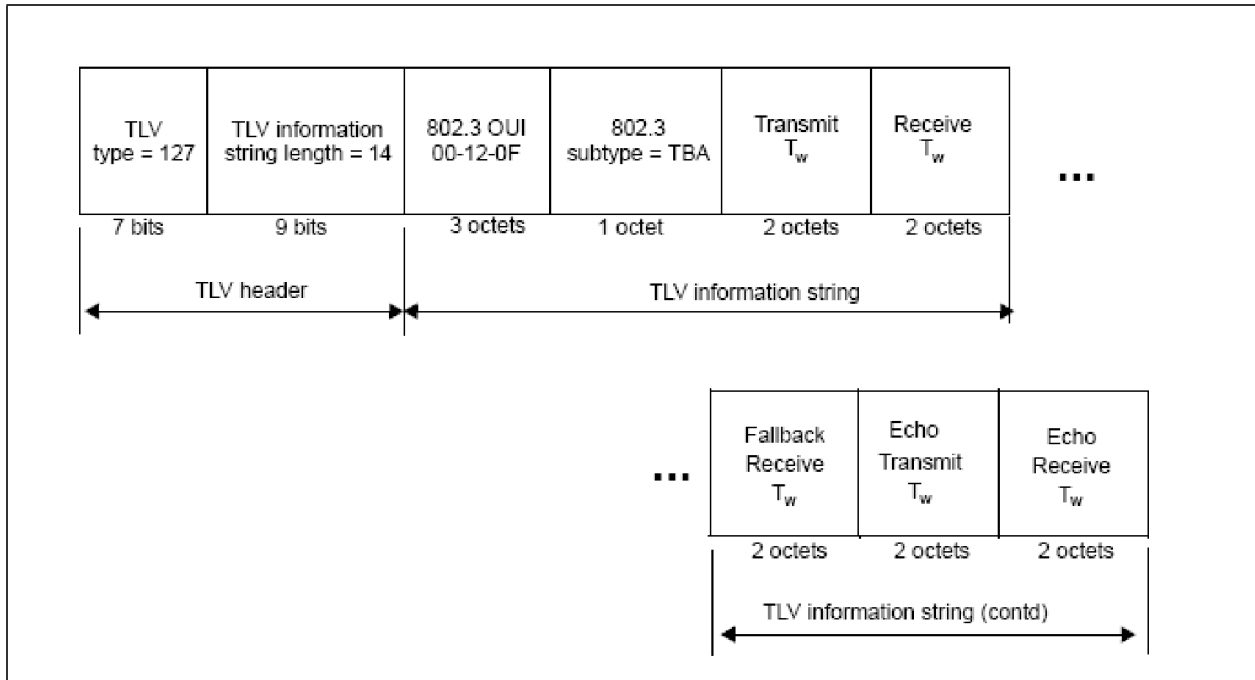 TLV
type = 127
TLV information
string length = 14
802.3 OUI
00-12-0F
802.3
subtype = TBA
Transmit
Tw
Receive
Tw
...
7 bits
9 bits
3 octets
1 octet
2 octets
2 octets
TLV header
TLV information string
...
Fallback
Receive
Tw
Echo
Transmit
Tw
Echo
Receive
Tw
2 octets
2 octets
2 octets
TLV information string (contd)